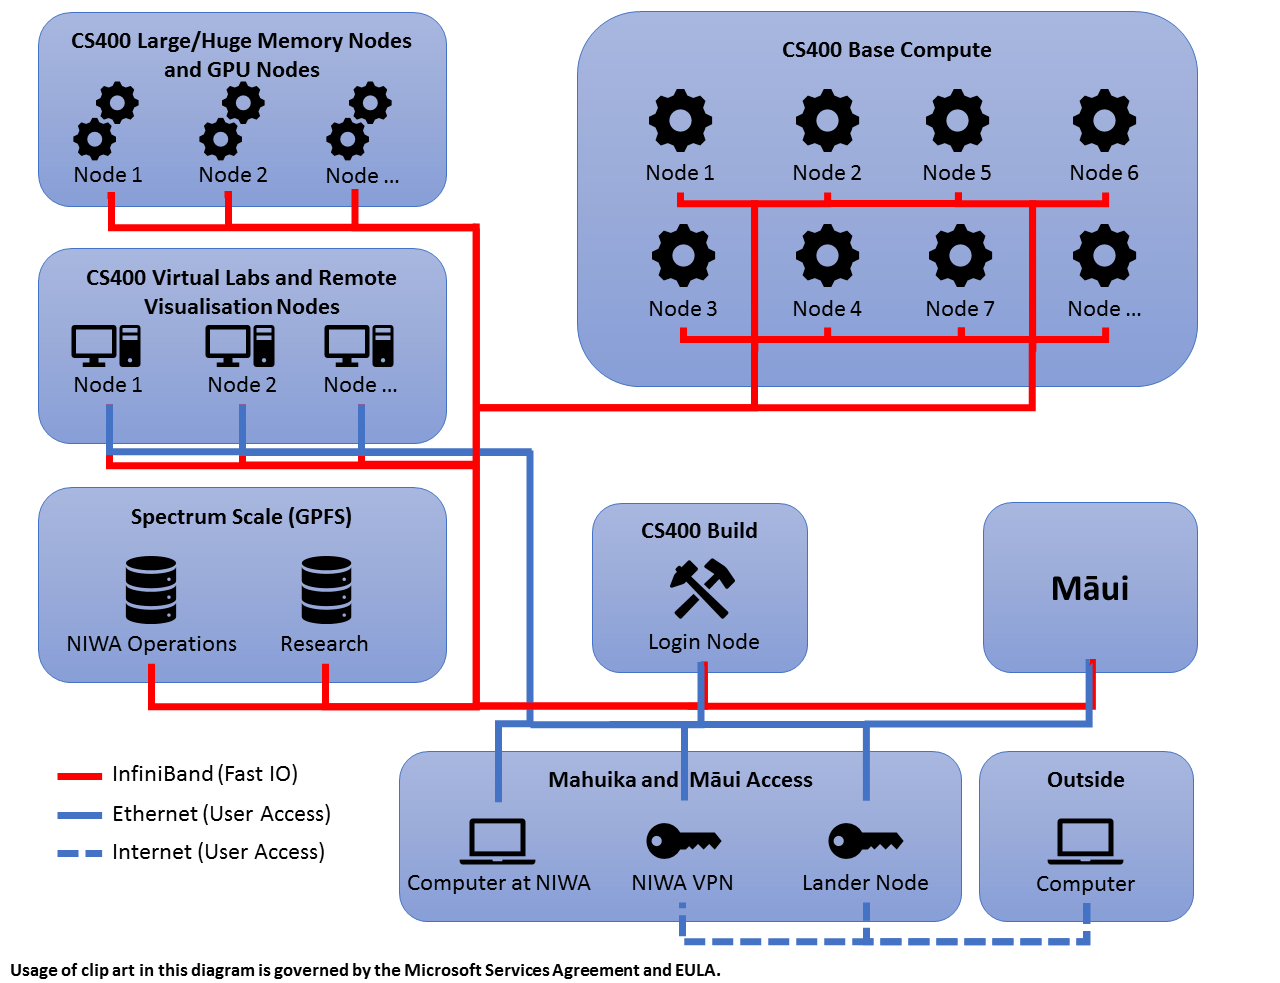 CS400 Large/Huge Memory Nodes
and GPU Nodes
Node 1
Node 2
Node ...
CS400 Base Compute
Node 1
Node 2
Node 5
Node 6
Node 3
Node 4
Node 7
Node ...
CS400 Virtual Labs and Remote
Visualisation Nodes
Node 1
Node 2
Node ...
Spectrum Scale (GPFS)
NIWA Operations
Research
CS400 Build
Login Node
Māui
InfiniBand (Fast IO)
Ethernet (User Access)
Internet (User Access)
Mahuika and Māui Access
Computer at NIWA
NIWA VPN
Lander Node
Outside
Computer
Usage of clip art in this diagram is governed by the Microsoft Services Agreement and EULA.